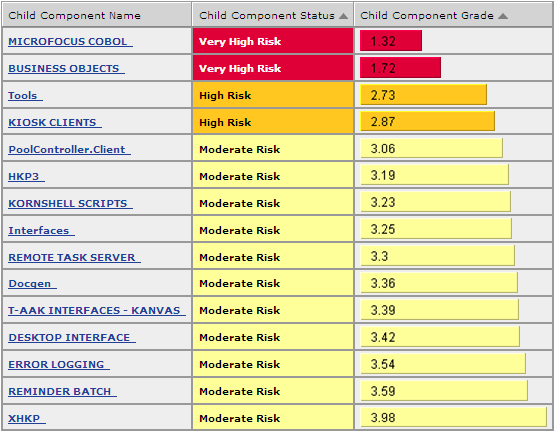 Child Component Name Child Component Status Child Component Grade
MICROFOCUS COBOL Very High Risk 1.32
BUSINESS OBJECTS Very High Risk 1.72
Tools High Risk 2.73
KIOSK CLIENTS High Risk 2.87
PoolController.Client Moderate Risk 3.06
HKP3 Moderate Risk 3.19
KORNSHELL SCRIPTS Moderate Risk 3.23
Interfaces Moderate Risk 3.25
REMOTE TASK SERVER Moderate Risk 3.3
Docgen Moderate Risk 3.36
T-AAK INTERFACES - KANVAS Moderate Risk 3.39
DESKTOP INTERFACE Moderate Risk 3.42
ERROR LOGGING Moderate Risk 3.54
REMINDER BATCH Moderate Risk 3.59
XHKP Moderate Risk 3.98